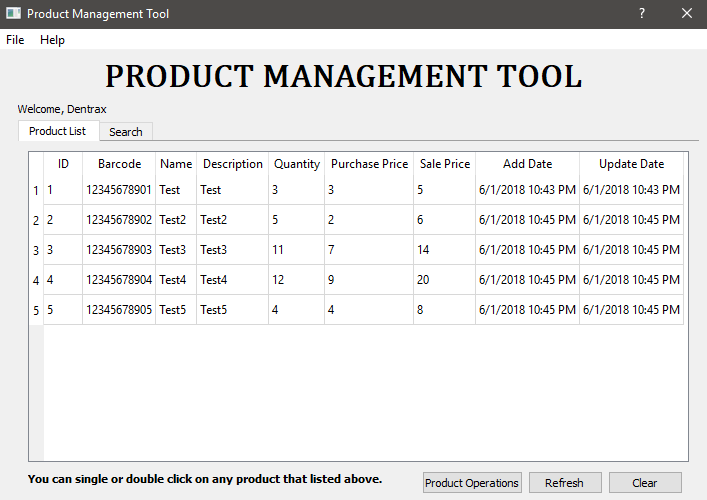 Product Management Tool ?
File Help
PRODUCT MANAGEMENT TOOL
Welcome, Dentrax
Product List Search
ID Barcode Name Description Quantity Purchase Price Sale Price Add Date Update Date
1 1 12345678901 Test Test 3 3 5 6/1/2018 10:43 PM 6/1/2018 10:43 PM
2 2 12345678902 Test2 Test2 5 2 6 6/1/2018 10:45 PM 6/1/2018 10:45 PM
3 3 12345678903 Test3 Test3 11 7 14 6/1/2018 10:45 PM 6/1/2018 10:45 PM
4 4 12345678904 Test4 Test4 12 9 20 6/1/2018 10:45 PM 6/1/2018 10:45 PM
5 5 12345678905 Test5 Test5 4 4 8 6/1/2018 10:45 PM 6/1/2018 10:45 PM
You can single or double click on any product that listed above. Product Operations Refresh Clear